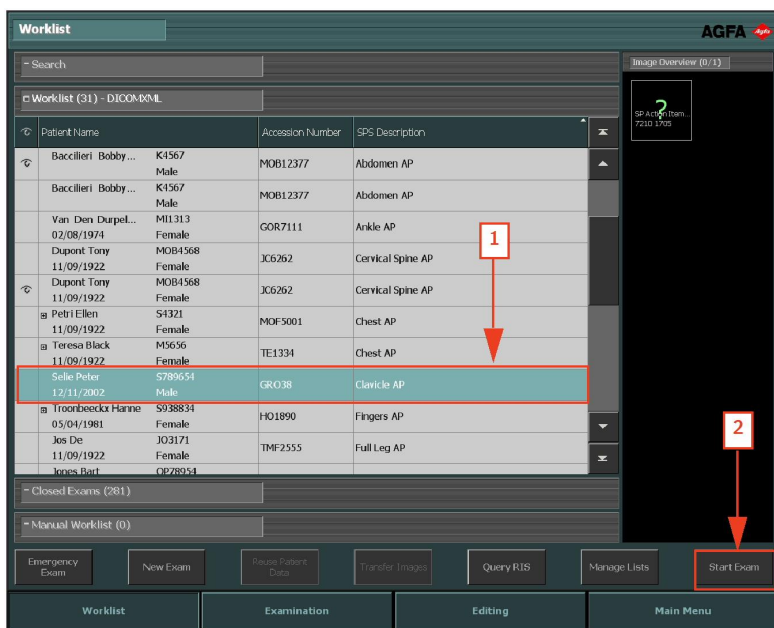 Worklist
AGFA
Agfa
Search
Image Overview (0/1)
Worklist (31) - DICOMXML
?
SP Action Item...
7210 1705
Patient Name Accession Number SPS Description
Baccilieri Bobby... K4567 MOB12377 Abdomen AP
Male
Baccilieri Bobby... K4567 MOB12377 Abdomen AP
Male
Van Den Durpel... MI1313 GOR7111 Ankle AP
02/08/1974 Female
1
Dupont Tony MOB4568 JC6262 Cervical Spine AP
11/09/1922 Female
Dupont Tony MOB4568 JC6262 Cervical Spine AP
11/09/1922 Female
Petri Ellen S4321 MOF5001 Chest AP
11/09/1922 Female
Teresa Black M5656 TE1334 Chest AP
11/09/1922 Female
Selie Peter S789654 GRO38 Clavicle AP
12/11/2002 Male
Troonbeeckx Hanne S938834 HO1890 Fingers AP
05/04/1981 Female
2
Jos De JO3171 TMF2555 Full Leg AP
11/09/1922 Female
Jones Bart OP78954
Closed Exams (281)
Manual Worklist (0)
Emergency Exam New Exam Reuse Patient Data Transfer Images Query RIS Manage Lists Start Exam
Worklist Examination Editing Main Menu